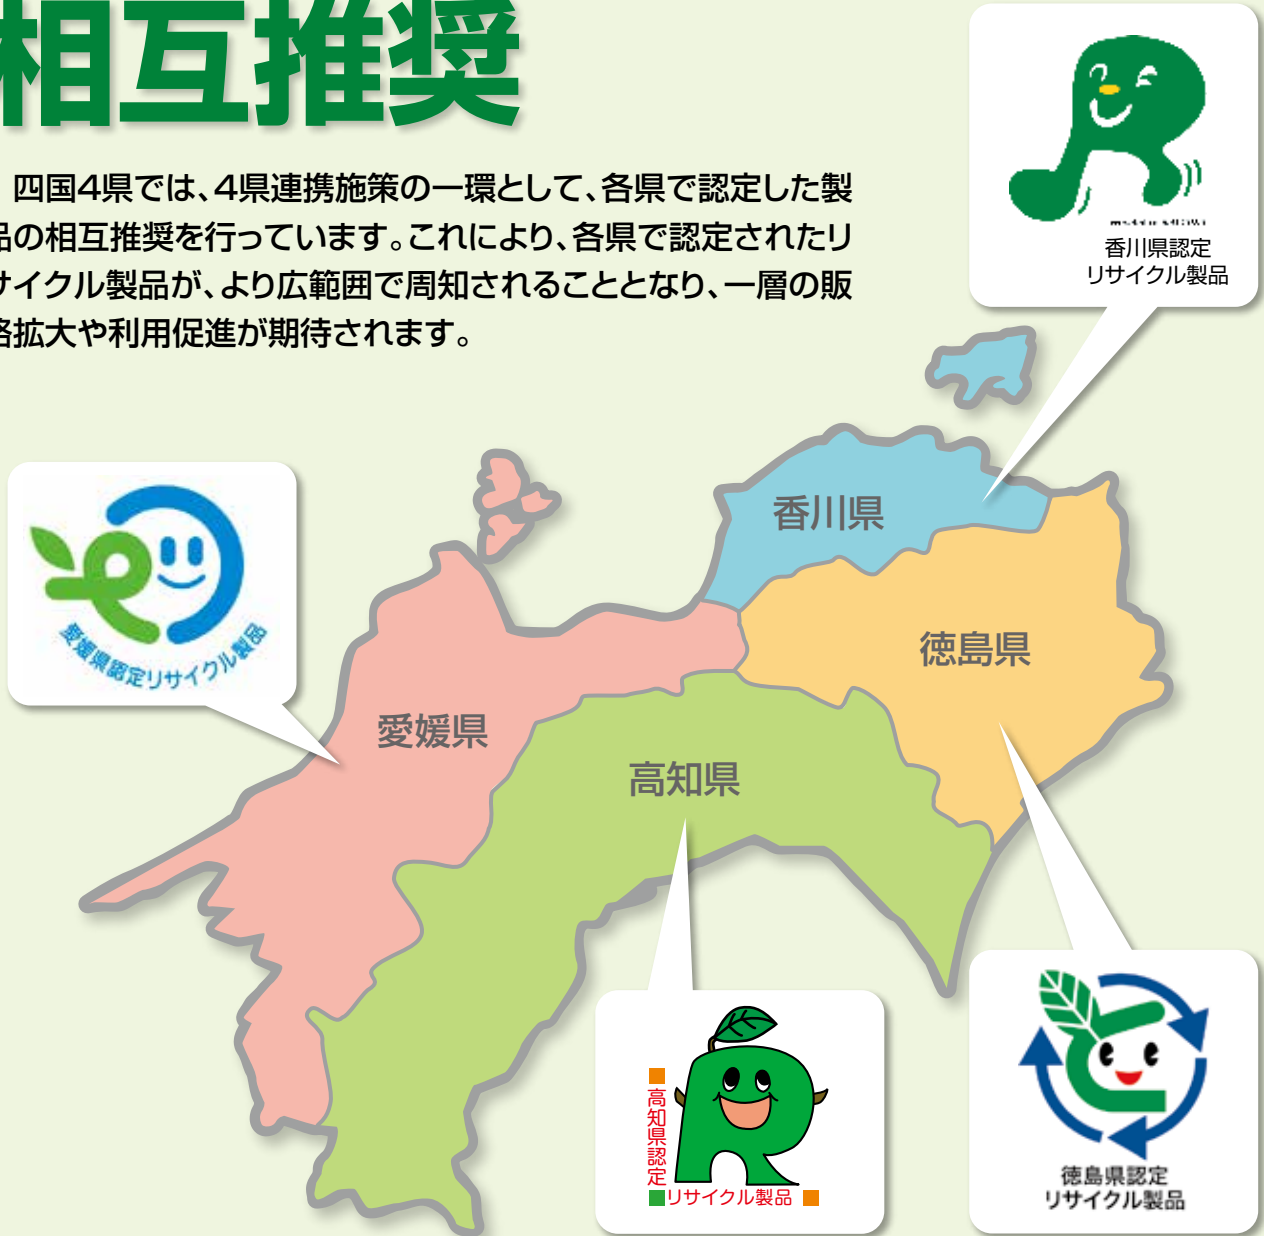 相互推奨
四国4県では、4県連携施策の一環として、各県で認定した製
品の相互推奨を行っています。これにより、各県で認定されたリ
サイクル製品が、より広範囲で周知されることとなり、一層の販
路拡大や利用促進が期待されます。
香川県認定
リサイクル製品
愛媛県認定リサイクル製品
香川県
徳島県
愛媛県
高知県
高知県認定
リサイクル製品
徳島県認定
リサイクル製品